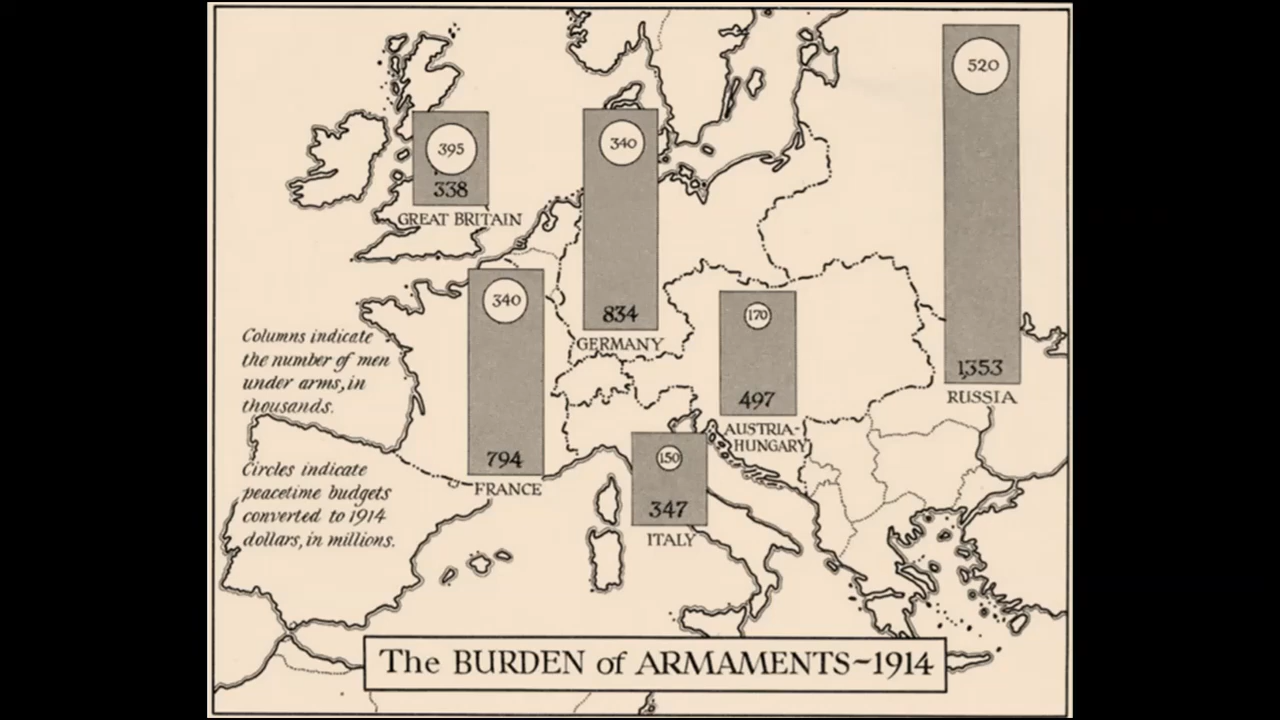 520
395
338
GREAT BRITAIN
340
834
GERMANY
340
794
FRANCE
170
497
AUSTRIA-
HUNGARY
1353
RUSSIA
150
347
ITALY
Columns indicate
the number of men
under arms, in
thousands.
Circles indicate
peacetime budgets
converted to 1914
dollars, in millions.
The BURDEN of ARMAMENTS~1914